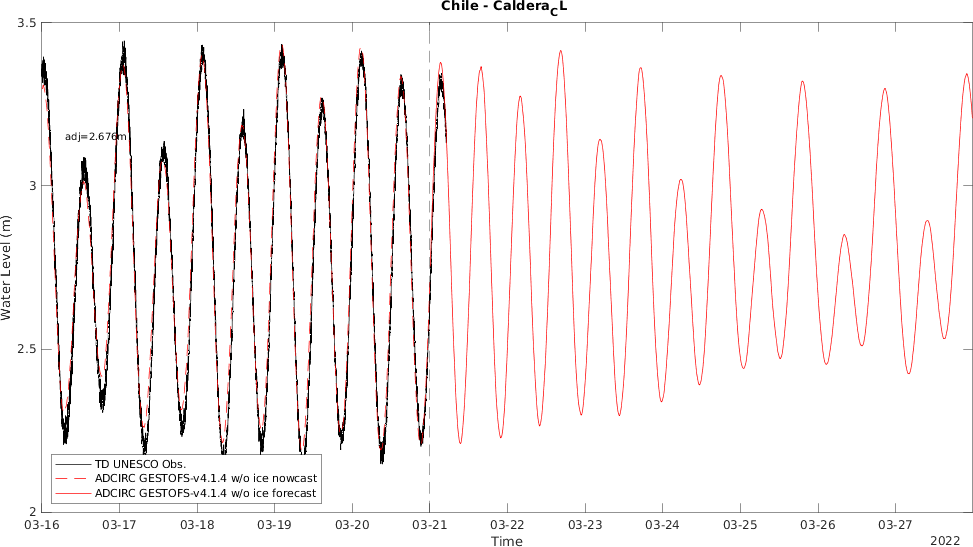 Chile - Caldera_CL
3.5
adj=2.676m
3
Water Level (m)
2.5
TD UNESCO Obs.
ADCIRC GESTOFS-v4.1.4 w/o ice nowcast
ADCIRC GESTOFS-v4.1.4 w/o ice forecast
2
03-16 03-17 03-18 03-19 03-20 03-21 03-22 03-23 03-24 03-25 03-26 03-27
Time
2022